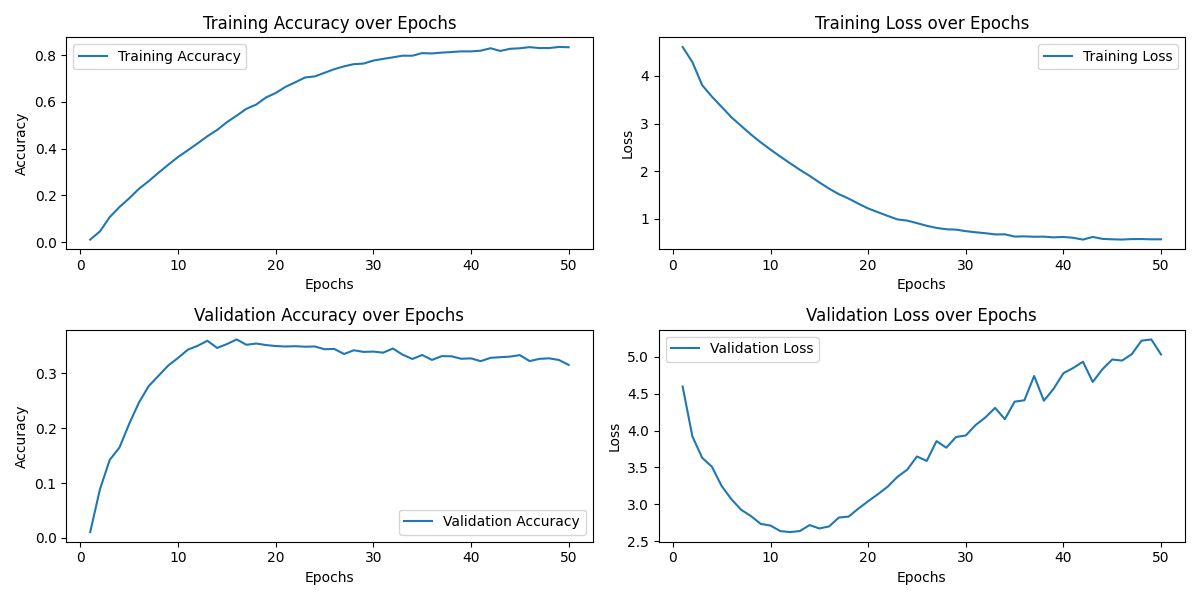 Training Accuracy over Epochs
Training Loss over Epochs
0.8
0.6
0.4
0.2
0.0
Accuracy
Training Accuracy
0 10 20 30 40 50
Epochs
4
3
2
1
Loss
Training Loss
0 10 20 30 40 50
Epochs
Validation Accuracy over Epochs
Validation Loss over Epochs
0.3
0.2
0.1
0.0
Accuracy
Validation Accuracy
0 10 20 30 40 50
Epochs
5.0
4.5
4.0
3.5
3.0
2.5
Loss
Validation Loss
0 10 20 30 40 50
Epochs